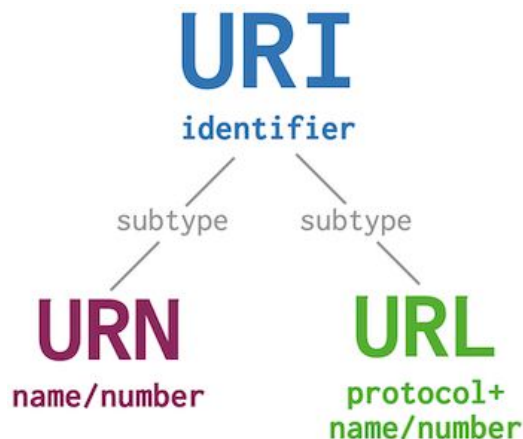 URI
identifier
subtype subtype
URN URL
name/number protocol+
name/number